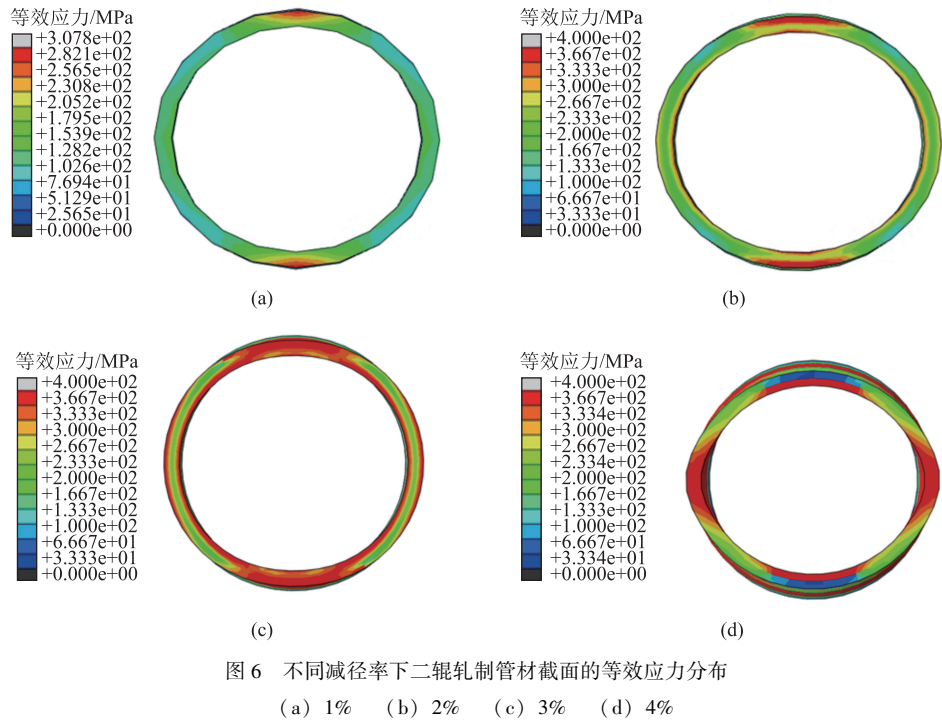 等效应力/MPa
+3.078e+02
+2.821e+02
+2.565e+02
+2.308e+02
+2.052e+02
+1.795e+02
+1.539e+02
+1.282e+02
+1.026e+02
+7.694e+01
+5.129e+01
+2.565e+01
+0.000e+00
(a)
等效应力/MPa
+4.000e+02
+3.667e+02
+3.333e+02
+3.000e+02
+2.667e+02
+2.333e+02
+2.000e+02
+1.667e+02
+1.333e+02
+1.000e+02
+6.667e+01
+3.333e+01
+0.000e+00
(b)
等效应力/MPa
+4.000e+02
+3.667e+02
+3.333e+02
+3.000e+02
+2.667e+02
+2.333e+02
+2.000e+02
+1.667e+02
+1.333e+02
+1.000e+02
+6.667e+01
+3.333e+01
+0.000e+00
(c)
等效应力/MPa
+4.000e+02
+3.667e+02
+3.334e+02
+3.000e+02
+2.667e+02
+2.334e+02
+2.000e+02
+1.667e+02
+1.333e+02
+1.000e+02
+6.667e+01
+3.334e+01
+0.000e+00
(d)
图 6 不同减径率下二辊轧制管材截面的等效应力分布
(a) 1% (b) 2% (c) 3% (d) 4%